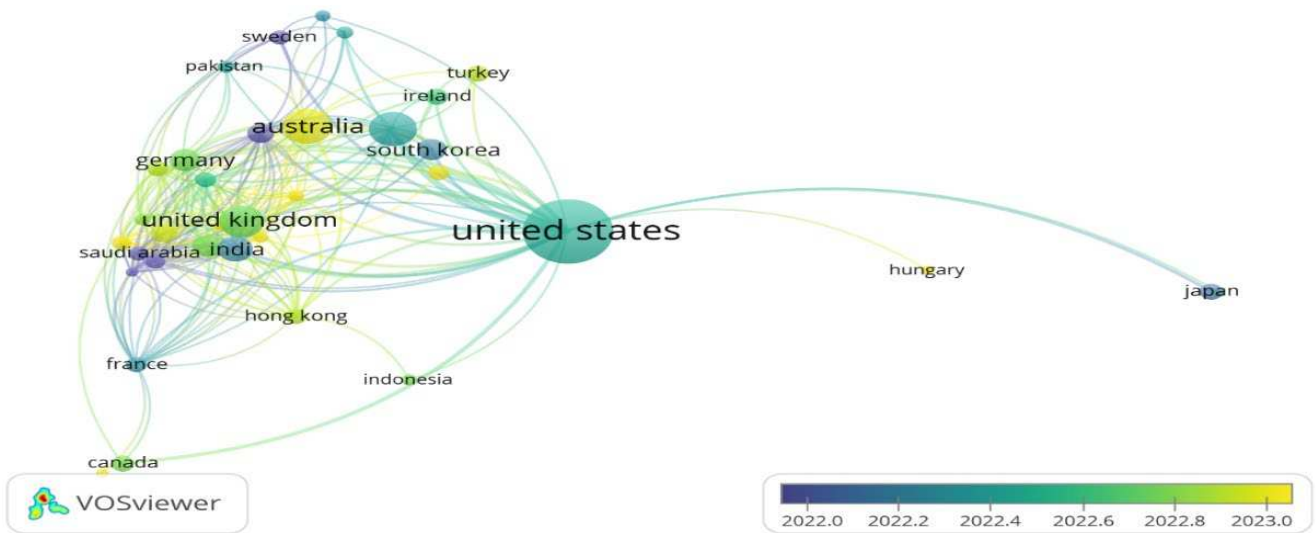 sweden
pakistan
turkey
ireland
australia
south korea
germany
united kingdom
united states
saudi arabia
india
hungary
japan
hong kong
france
indonesia
canada
VOSviewer
2022.0 2022.2 2022.4 2022.6 2022.8 2023.0